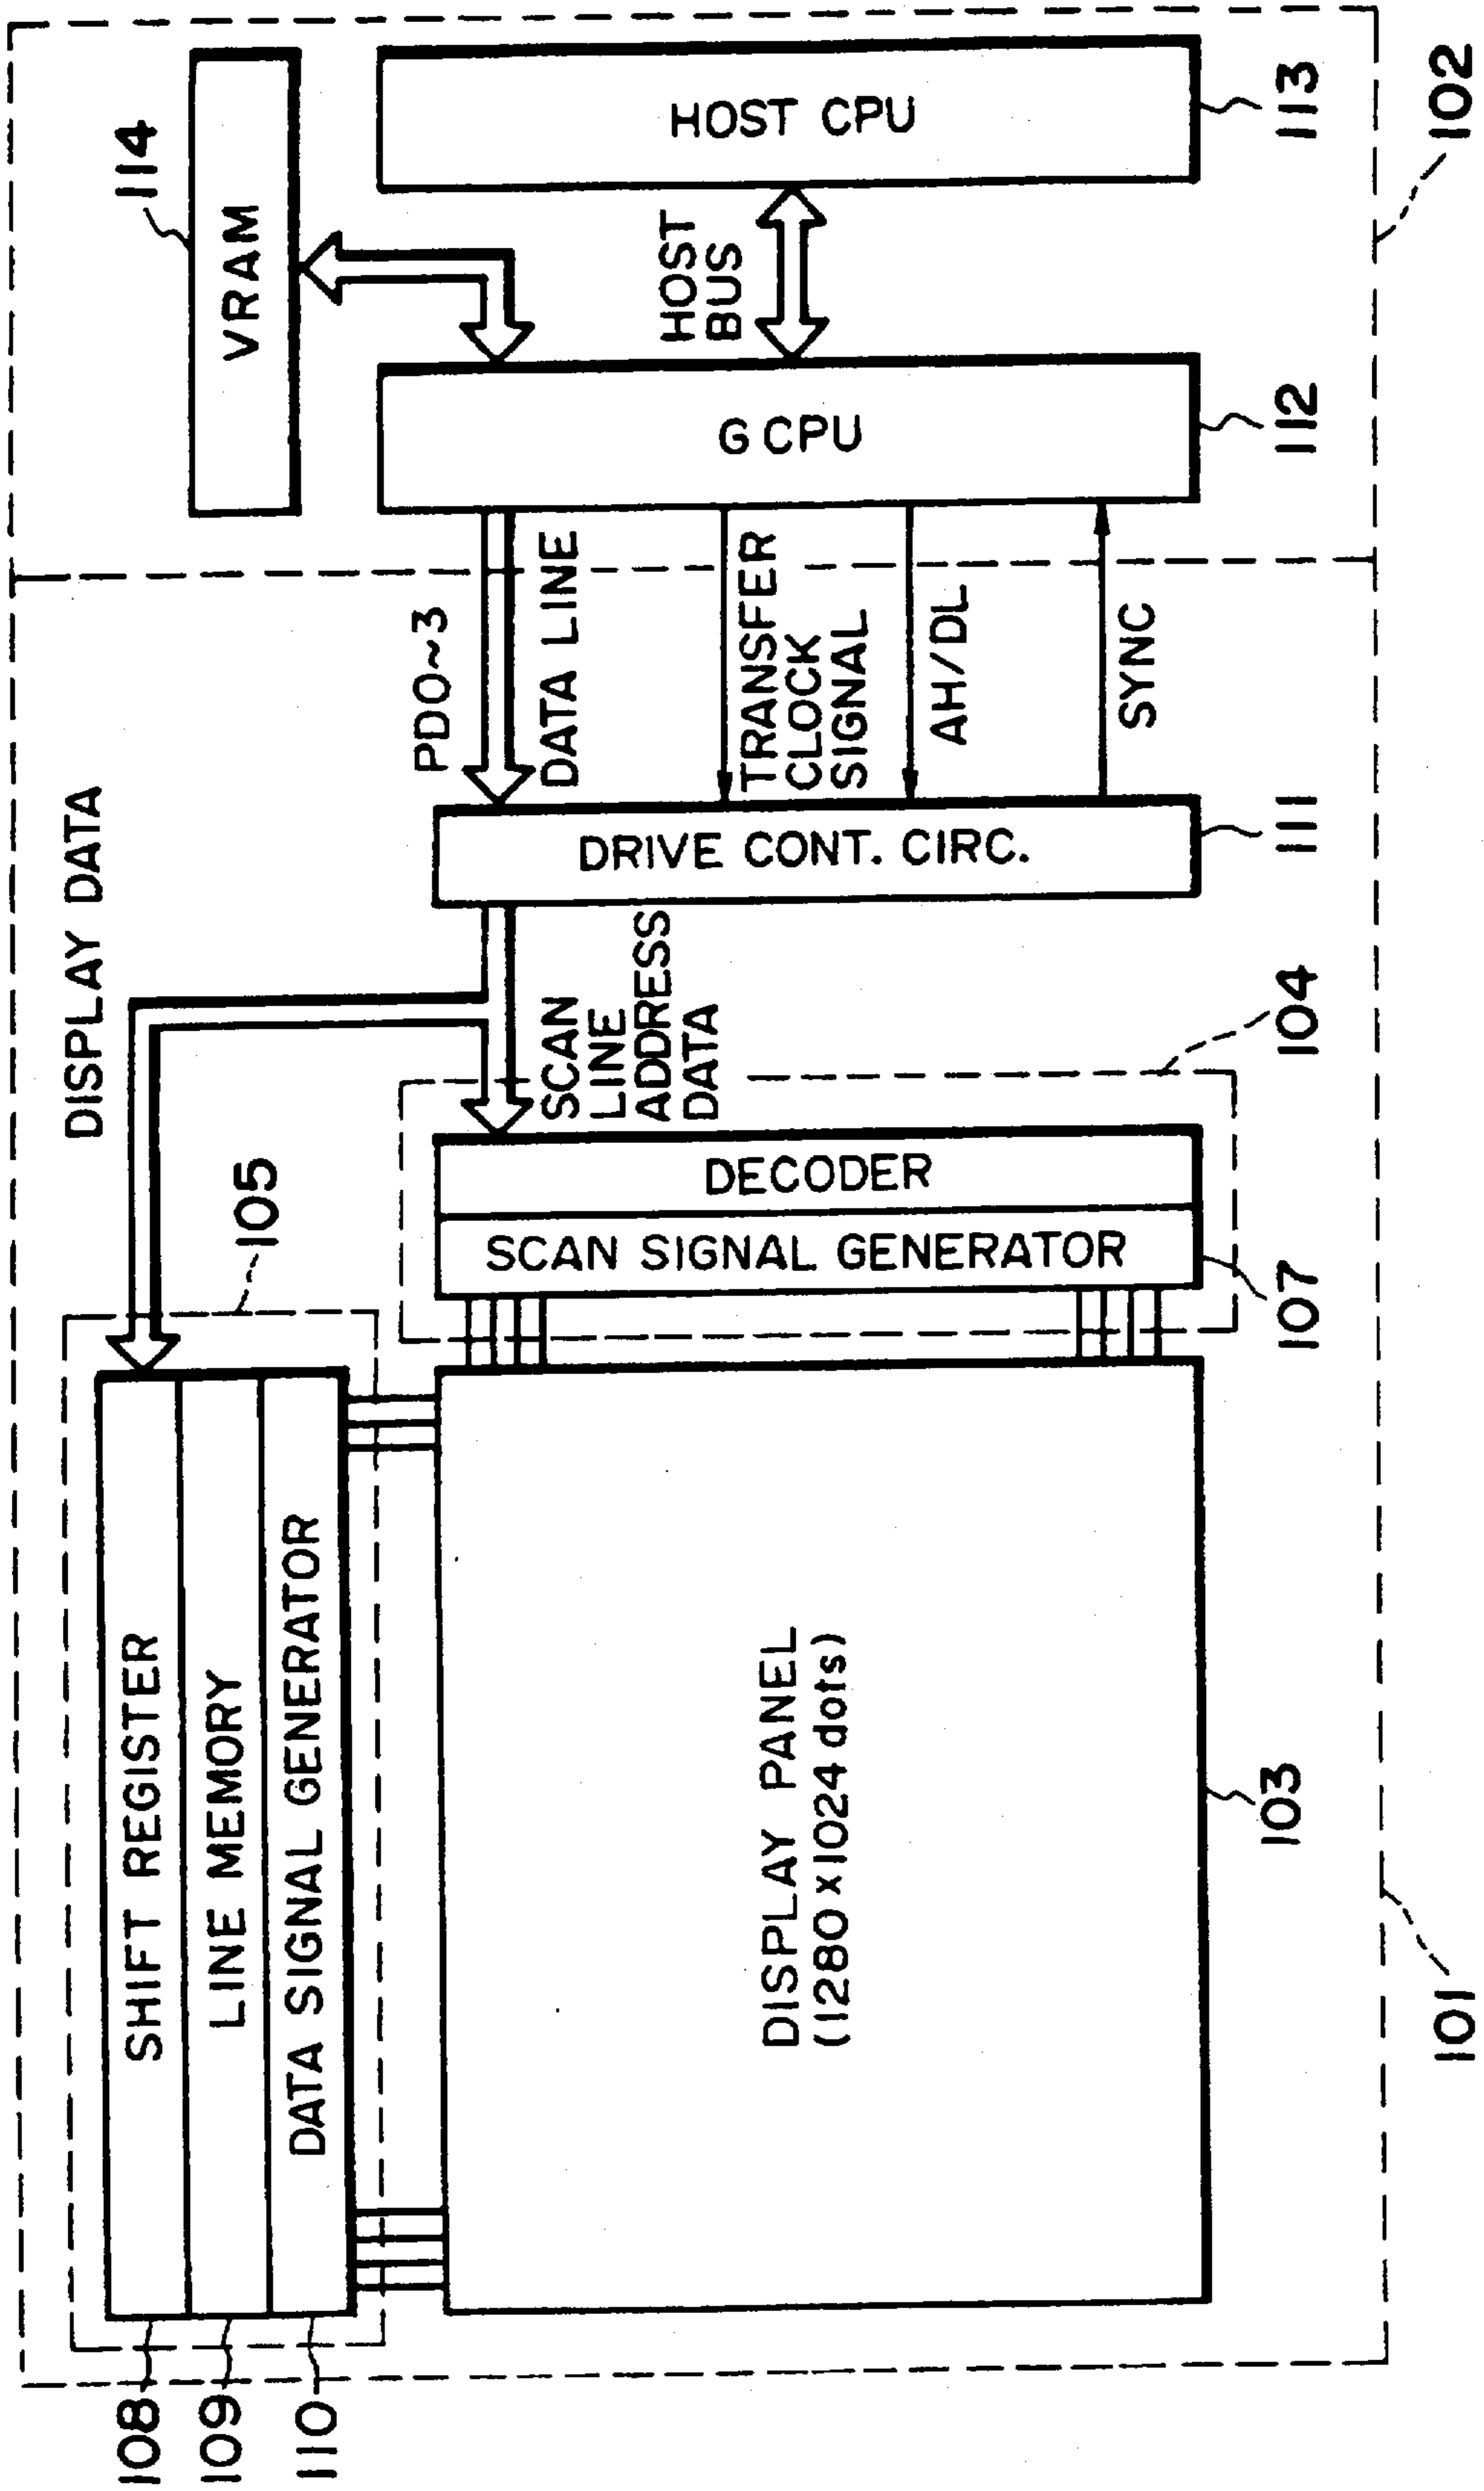 108
109
110
SHIFT REGISTER
LINE MEMORY
DATA SIGNAL GENERATOR
105
DISPLAY DATA
114
VRAM
PD0~3
DATA LINE
SCAN
LINE
ADDRESS
DATA
HOST
BUS
TRANSFER
CLOCK
SIGNAL
AH/DL
SYNC
DISPLAY PANEL
(1280 x 1024 dots)
DECODER
SCAN SIGNAL GENERATOR
DRIVE CONT. CIRC.
G CPU
HOST CPU
103
107
104
111
112
113
101
102